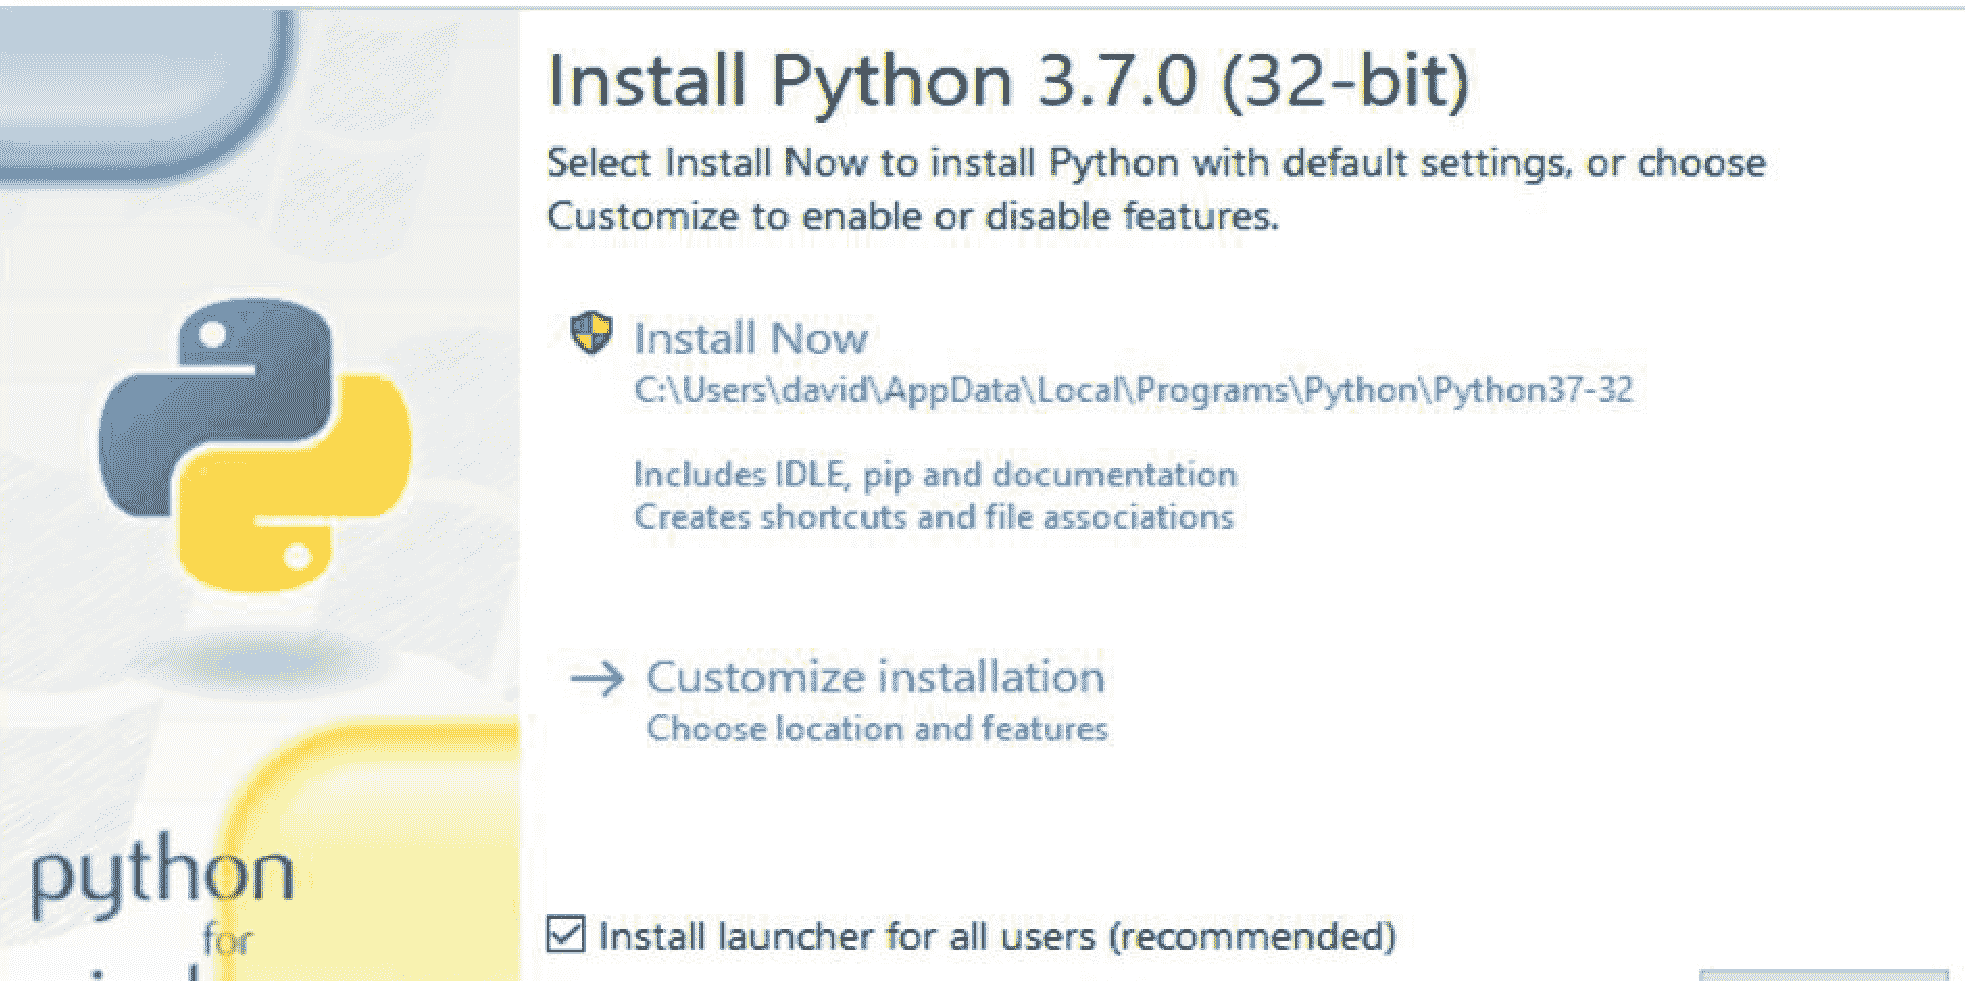 Install Python 3.7.0 (32-bit)
Select Install Now to install Python with default settings, or choose
Customize to enable or disable features.
Install Now
C:\Users\david\AppData\Local\Programs\Python\Python37-32
Includes IDLE, pip and documentation
Creates shortcuts and file associations
Customize installation
Choose location and features
python
for
Install launcher for all users (recommended)